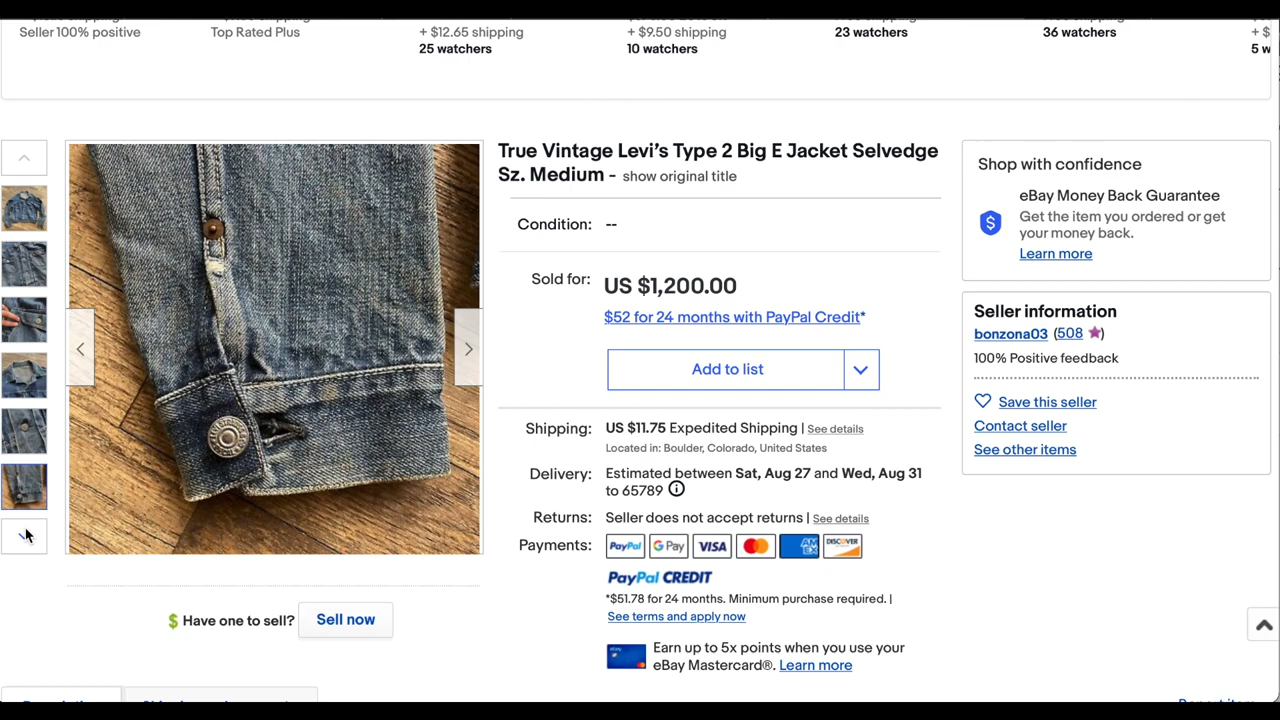 Seller 100% positive
Top Rated Plus
+ $12.65 shipping
25 watchers
+ $9.50 shipping
10 watchers
23 watchers
36 watchers
+ $
5 w
True Vintage Levi's Type 2 Big E Jacket Selvedge
Sz. Medium - show original title
Condition: --
Sold for: US $1,200.00
$52 for 24 months with PayPal Credit*
Add to list
Shipping: US $11.75 Expedited Shipping | See details
Located in: Boulder, Colorado, United States
Delivery: Estimated between Sat, Aug 27 and Wed, Aug 31
to 65789
Returns: Seller does not accept returns | See details
Payments: PayPal G Pay VISA MasterCard AM EX DISCOVER
PayPal CREDIT
*$51.78 for 24 months. Minimum purchase required. |
See terms and apply now
Earn up to 5x points when you use your
eBay Mastercard®. Learn more
Have one to sell? Sell now
Shop with confidence
eBay Money Back Guarantee
Get the item you ordered or get
your money back.
Learn more
Seller information
bonzona03 (508)
100% Positive feedback
Save this seller
Contact seller
See other items